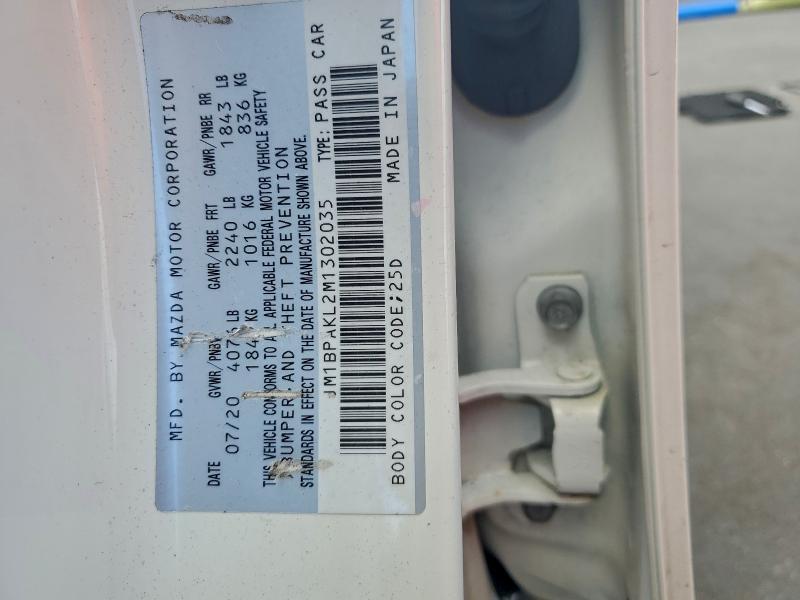 MFD. BY MAZDA MOTOR CORPORATION
DATE GVWR/PNBV GAWR/PNBE FRT GAWR/PNBE RR
07/20 LB 2240 LB 1843 LB
1016 KG 836 KG
THIS VEHICLE CONFORMS TO ALL APPLICABLE FEDERAL MOTOR VEHICLE SAFETY
BUMPER, AND THEFT PREVENTION
STANDARDS IN EFFECT ON THE DATE OF MANUFACTURE SHOWN ABOVE.
JM1BPAKL2M1302035 TYPE: PASS CAR
BODY COLOR CODE;25D MADE IN JAPAN